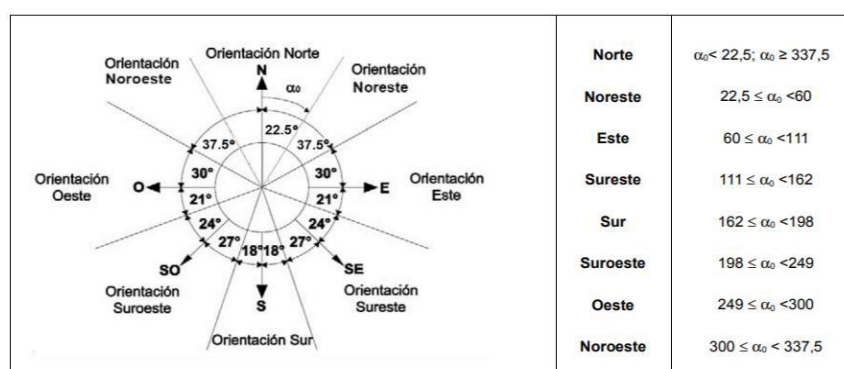 Orientación Norte
Orientación
Noroeste
N
α₀
Orientación
Noreste
22.5°
37.5°
37.5°
30°
30°
Orientación
Oeste
O
E
Orientación
Este
21°
21°
24°
24°
27°
18°
18°
27°
SO
SE
Orientación
Suroeste
S
Orientación
Sureste
Orientación Sur
Norte α₀< 22,5; α₀ ≥ 337,5
Noreste 22,5 ≤ α₀ <60
Este 60 ≤ α₀ <111
Sureste 111 ≤ α₀ <162
Sur 162 ≤ α₀ <198
Suroeste 198 ≤ α₀ <249
Oeste 249 ≤ α₀ <300
Noroeste 300 ≤ α₀ < 337,5